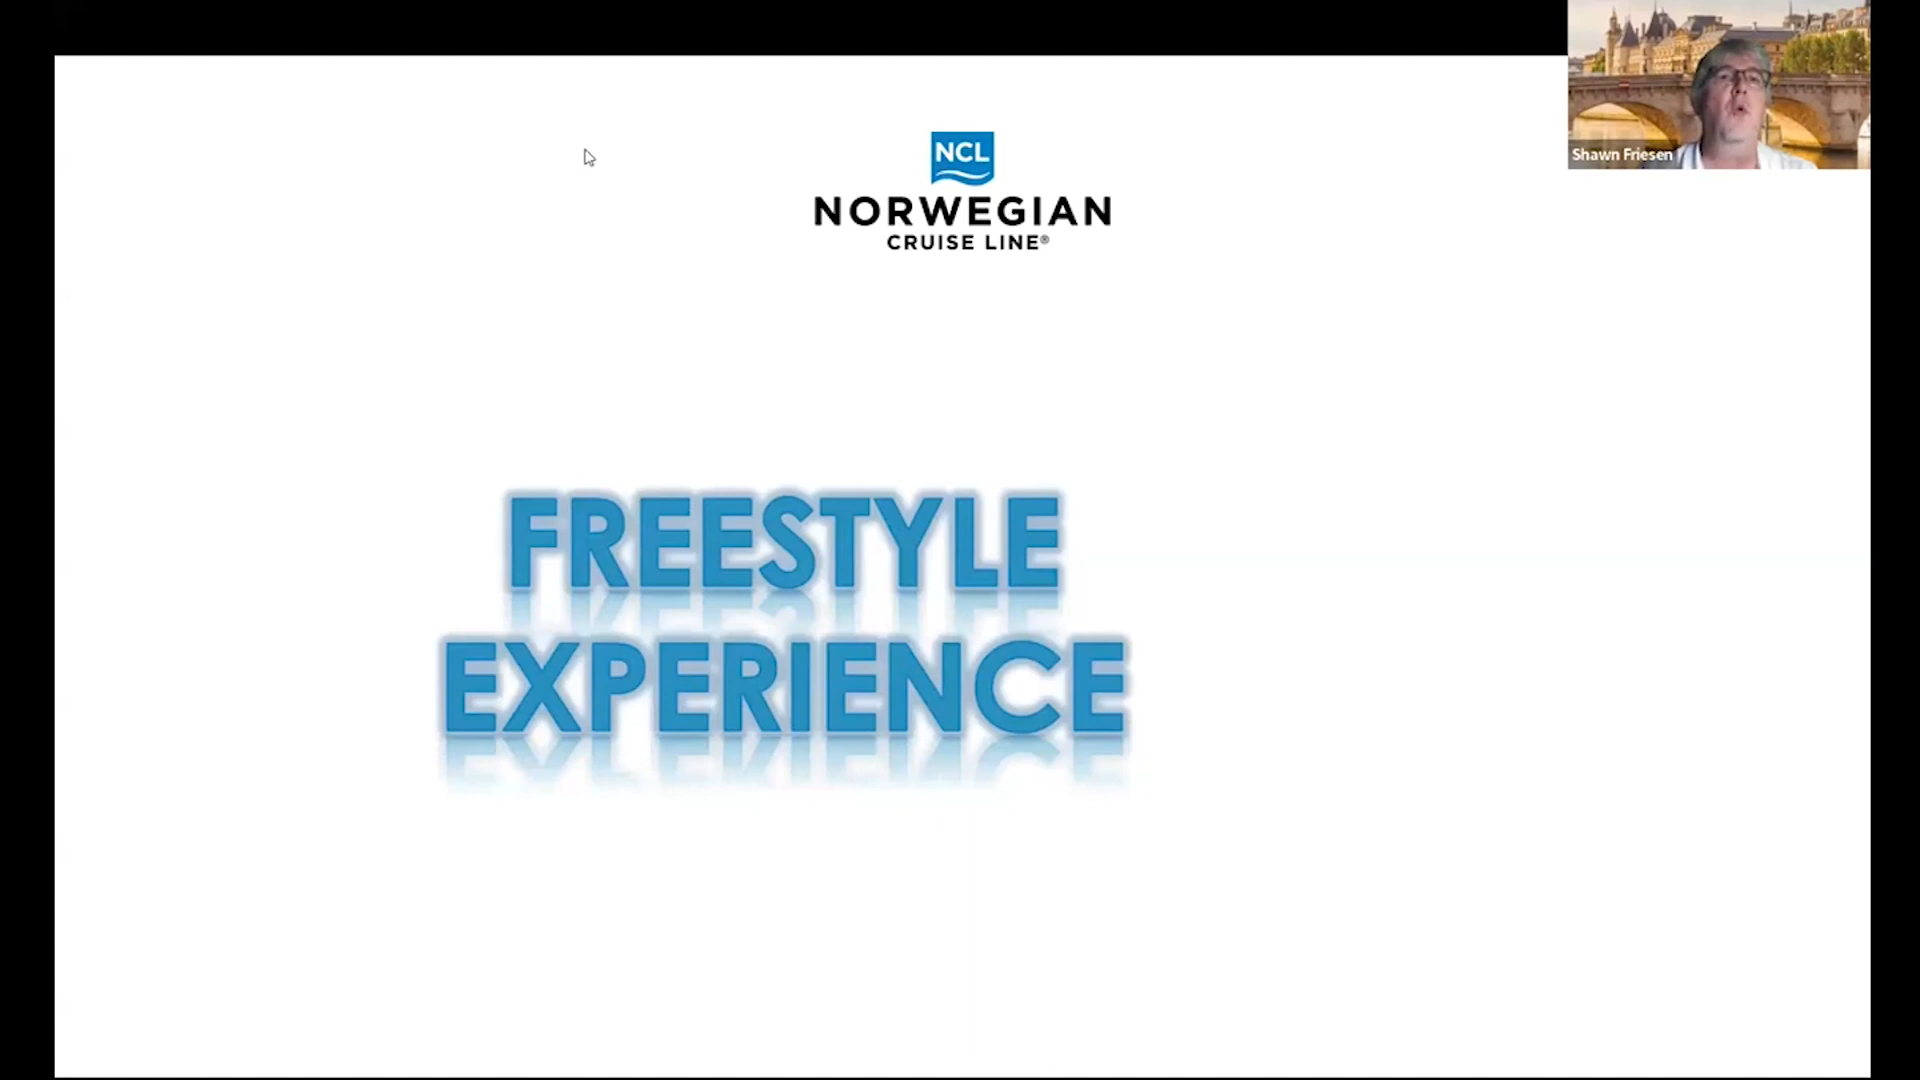 NCL
NORWEGIAN
CRUISE LINE®
Shawn Friesen
FREESTYLE
EXPERIENCE